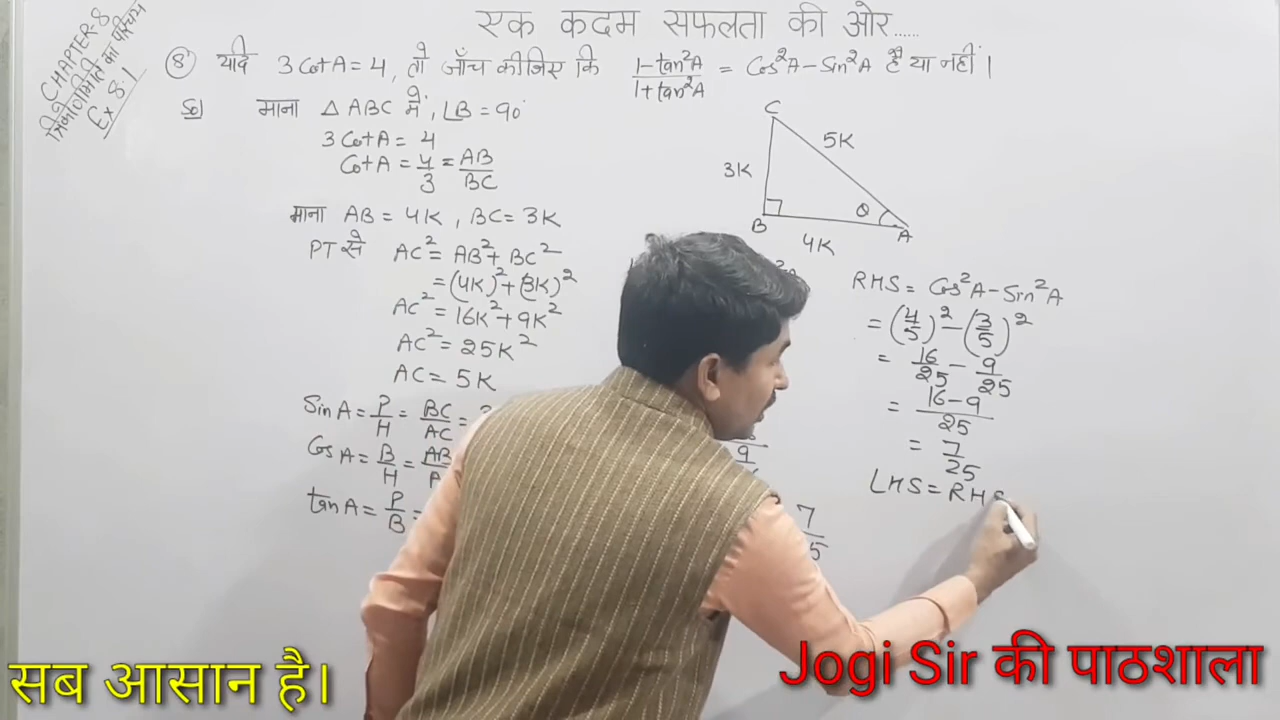 एक कदम सफलता की ओर......
CHAPTER-8
त्रिकोणमिति का परिचय
Ex 8.1
8 यदि 3 Cot A = 4, तो जाँच कीजिए कि (1-tan²A)/(1+tan²A) = Cos²A - Sin²A है या नहीं।
Sol माना △ ABC में, ∠B = 90°
3 Cot A = 4
Cot A = 4/3 = AB/BC
माना AB = 4K, BC = 3K
PT से AC² = AB² + BC²
= (4K)² + (3K)²
AC² = 16K² + 9K²
AC² = 25K²
AC = 5K
Sin A = P/H = BC/AC =
Cos A = B/H = AB/
tan A = P/B =
C
5K
3K
B
θ
A
4K
9
7
5
RHS = Cos²A - Sin²A
= (4/5)² - (3/5)²
= 16/25 - 9/25
= (16-9)/25
= 7/25
LHS = RHS
सब आसान है।
Jogi Sir की पाठशाला